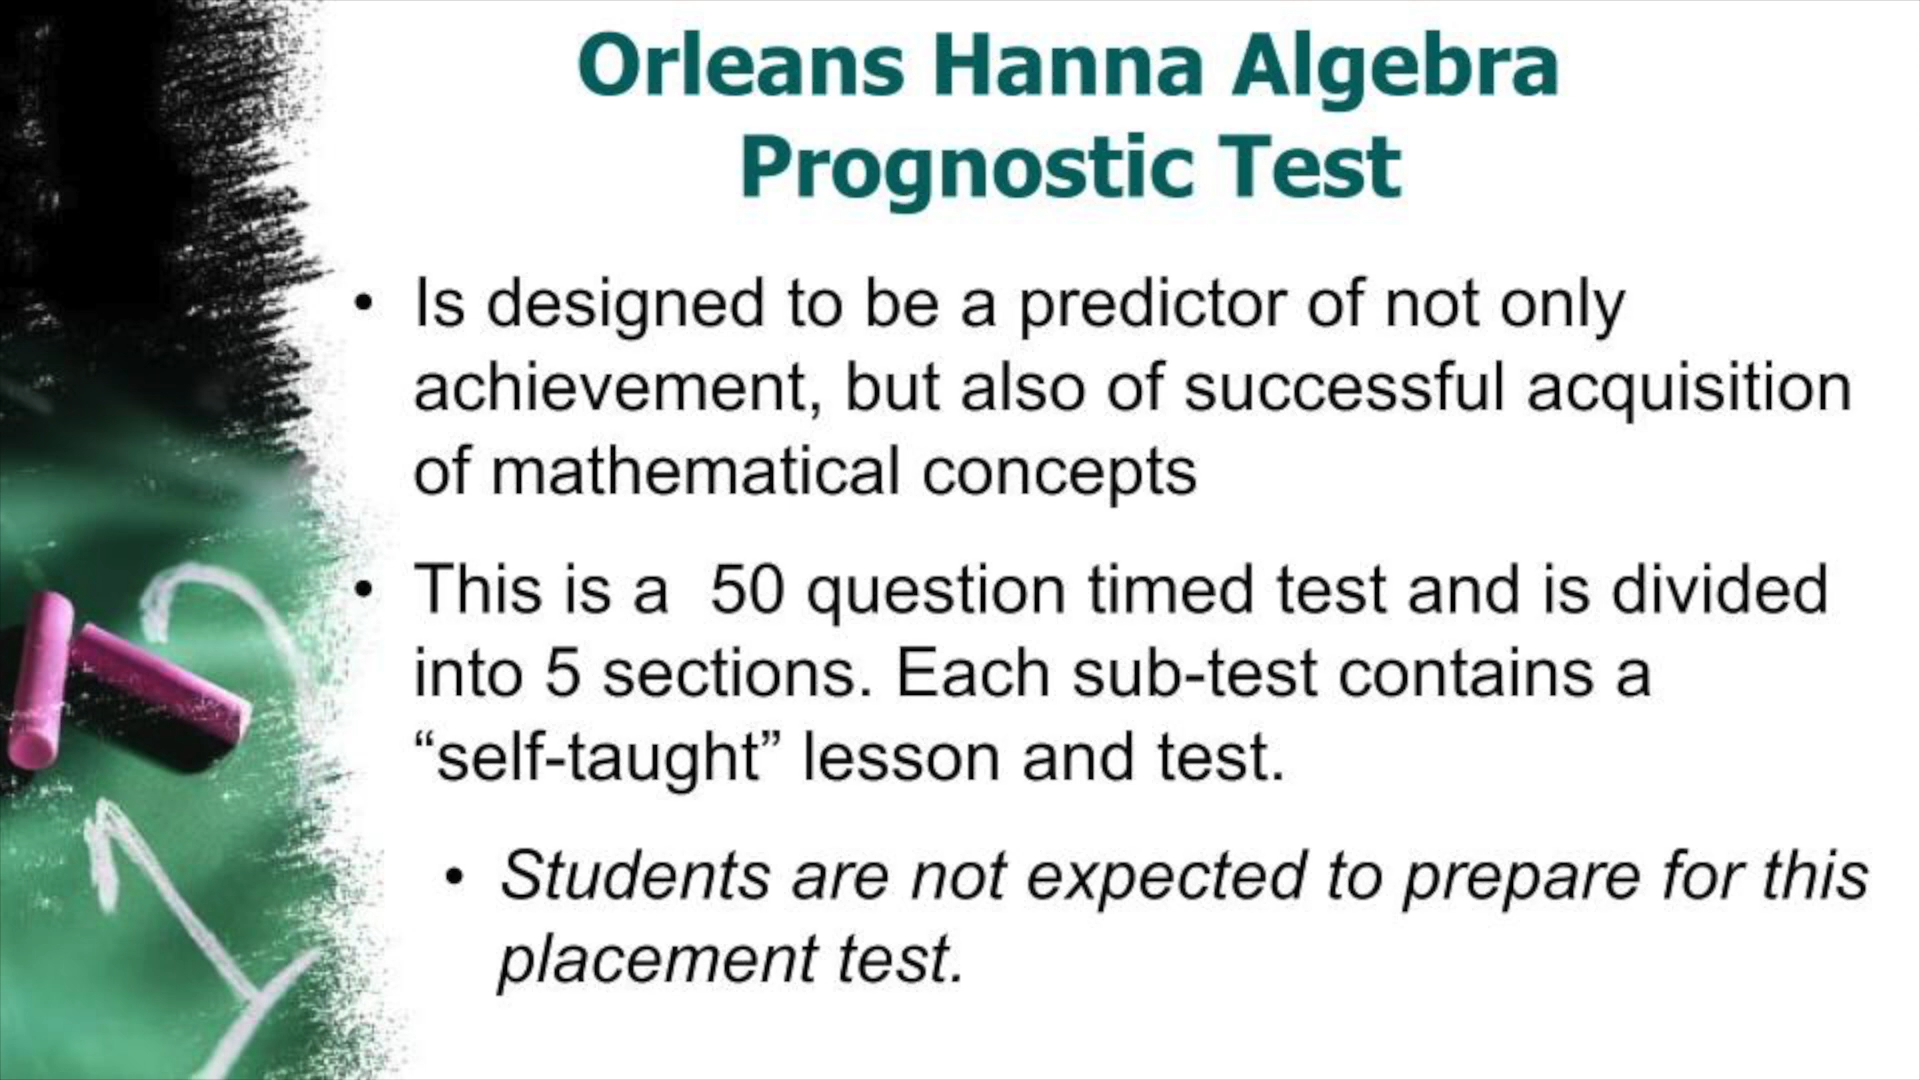 Orleans Hanna Algebra
Prognostic Test
• Is designed to be a predictor of not only
achievement, but also of successful acquisition
of mathematical concepts
• This is a  50 question timed test and is divided
into 5 sections. Each sub-test contains a
“self-taught” lesson and test.
• Students are not expected to prepare for this
placement test.